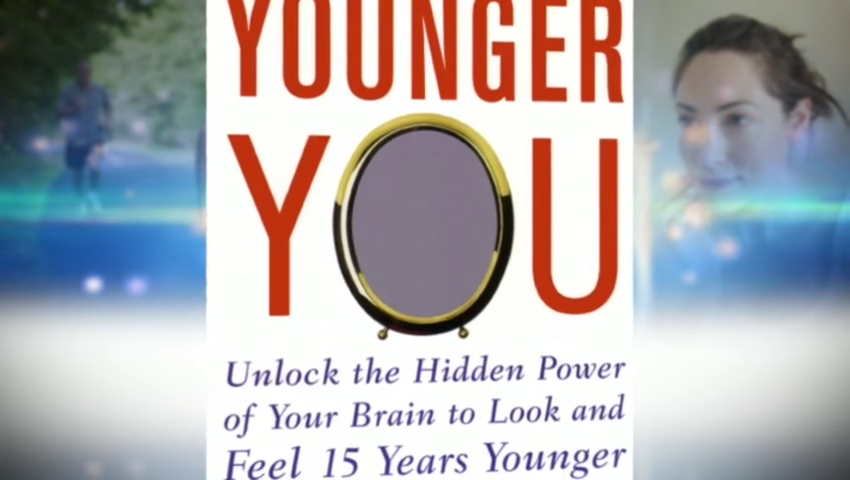 YOUNGER
YOU
Unlock the Hidden Power
of Your Brain to Look and
Feel 15 Years Younger